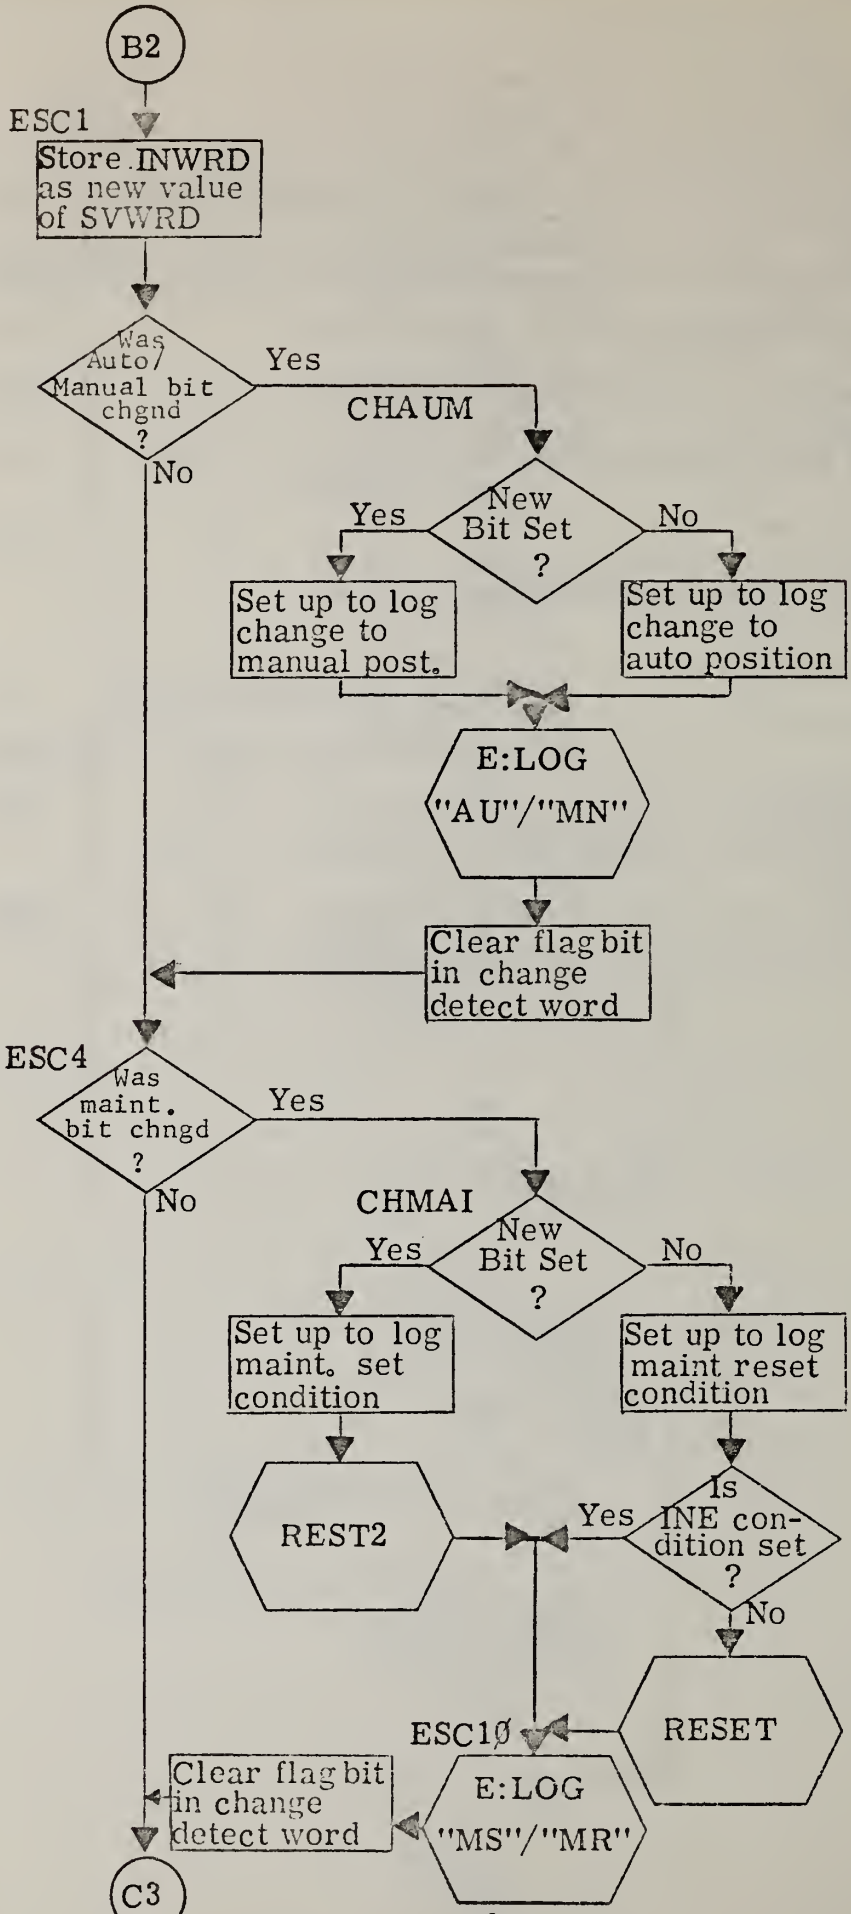 B2
ESC1
Store.INWRD
as new value
of SVWRD
Was
Auto/
Manual bit
chgnd
?
Yes
No
CHAUM
New
Bit Set
?
Yes
No
Set up to log
change to
manual post.
Set up to log
change to
auto position
E:LOG
"AU"/"MN"
Clear flag bit
in change
detect word
ESC4
Was
maint.
bit chngd
?
Yes
No
CHMAI
New
Bit Set
?
Yes
No
Set up to log
maint. set
condition
Set up to log
maint reset
condition
REST2
Is
INE con-
dition set
?
Yes
No
RESET
ESC1Ø
E:LOG
"MS"/"MR"
Clear flag bit
in change
detect word
C3